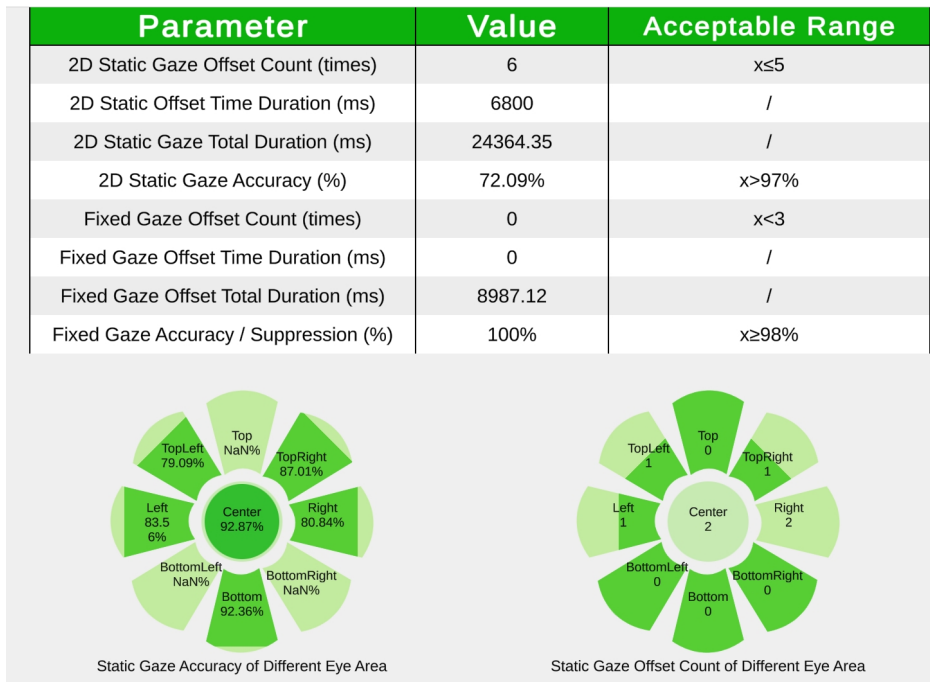 Parameter Value Acceptable Range
2D Static Gaze Offset Count (times) 6 x≤5
2D Static Offset Time Duration (ms) 6800 /
2D Static Gaze Total Duration (ms) 24364.35 /
2D Static Gaze Accuracy (%) 72.09% x>97%
Fixed Gaze Offset Count (times) 0 x<3
Fixed Gaze Offset Time Duration (ms) 0 /
Fixed Gaze Offset Total Duration (ms) 8987.12 /
Fixed Gaze Accuracy / Suppression (%) 100% x≥98%
Top
NaN%
TopLeft
79.09%
TopRight
87.01%
Left
83.5
6%
Center
92.87%
Right
80.84%
BottomLeft
NaN%
BottomRight
NaN%
Bottom
92.36%
Static Gaze Accuracy of Different Eye Area
Top
0
TopLeft
1
TopRight
1
Left
1
Center
2
Right
2
BottomLeft
0
BottomRight
0
Bottom
0
Static Gaze Offset Count of Different Eye Area